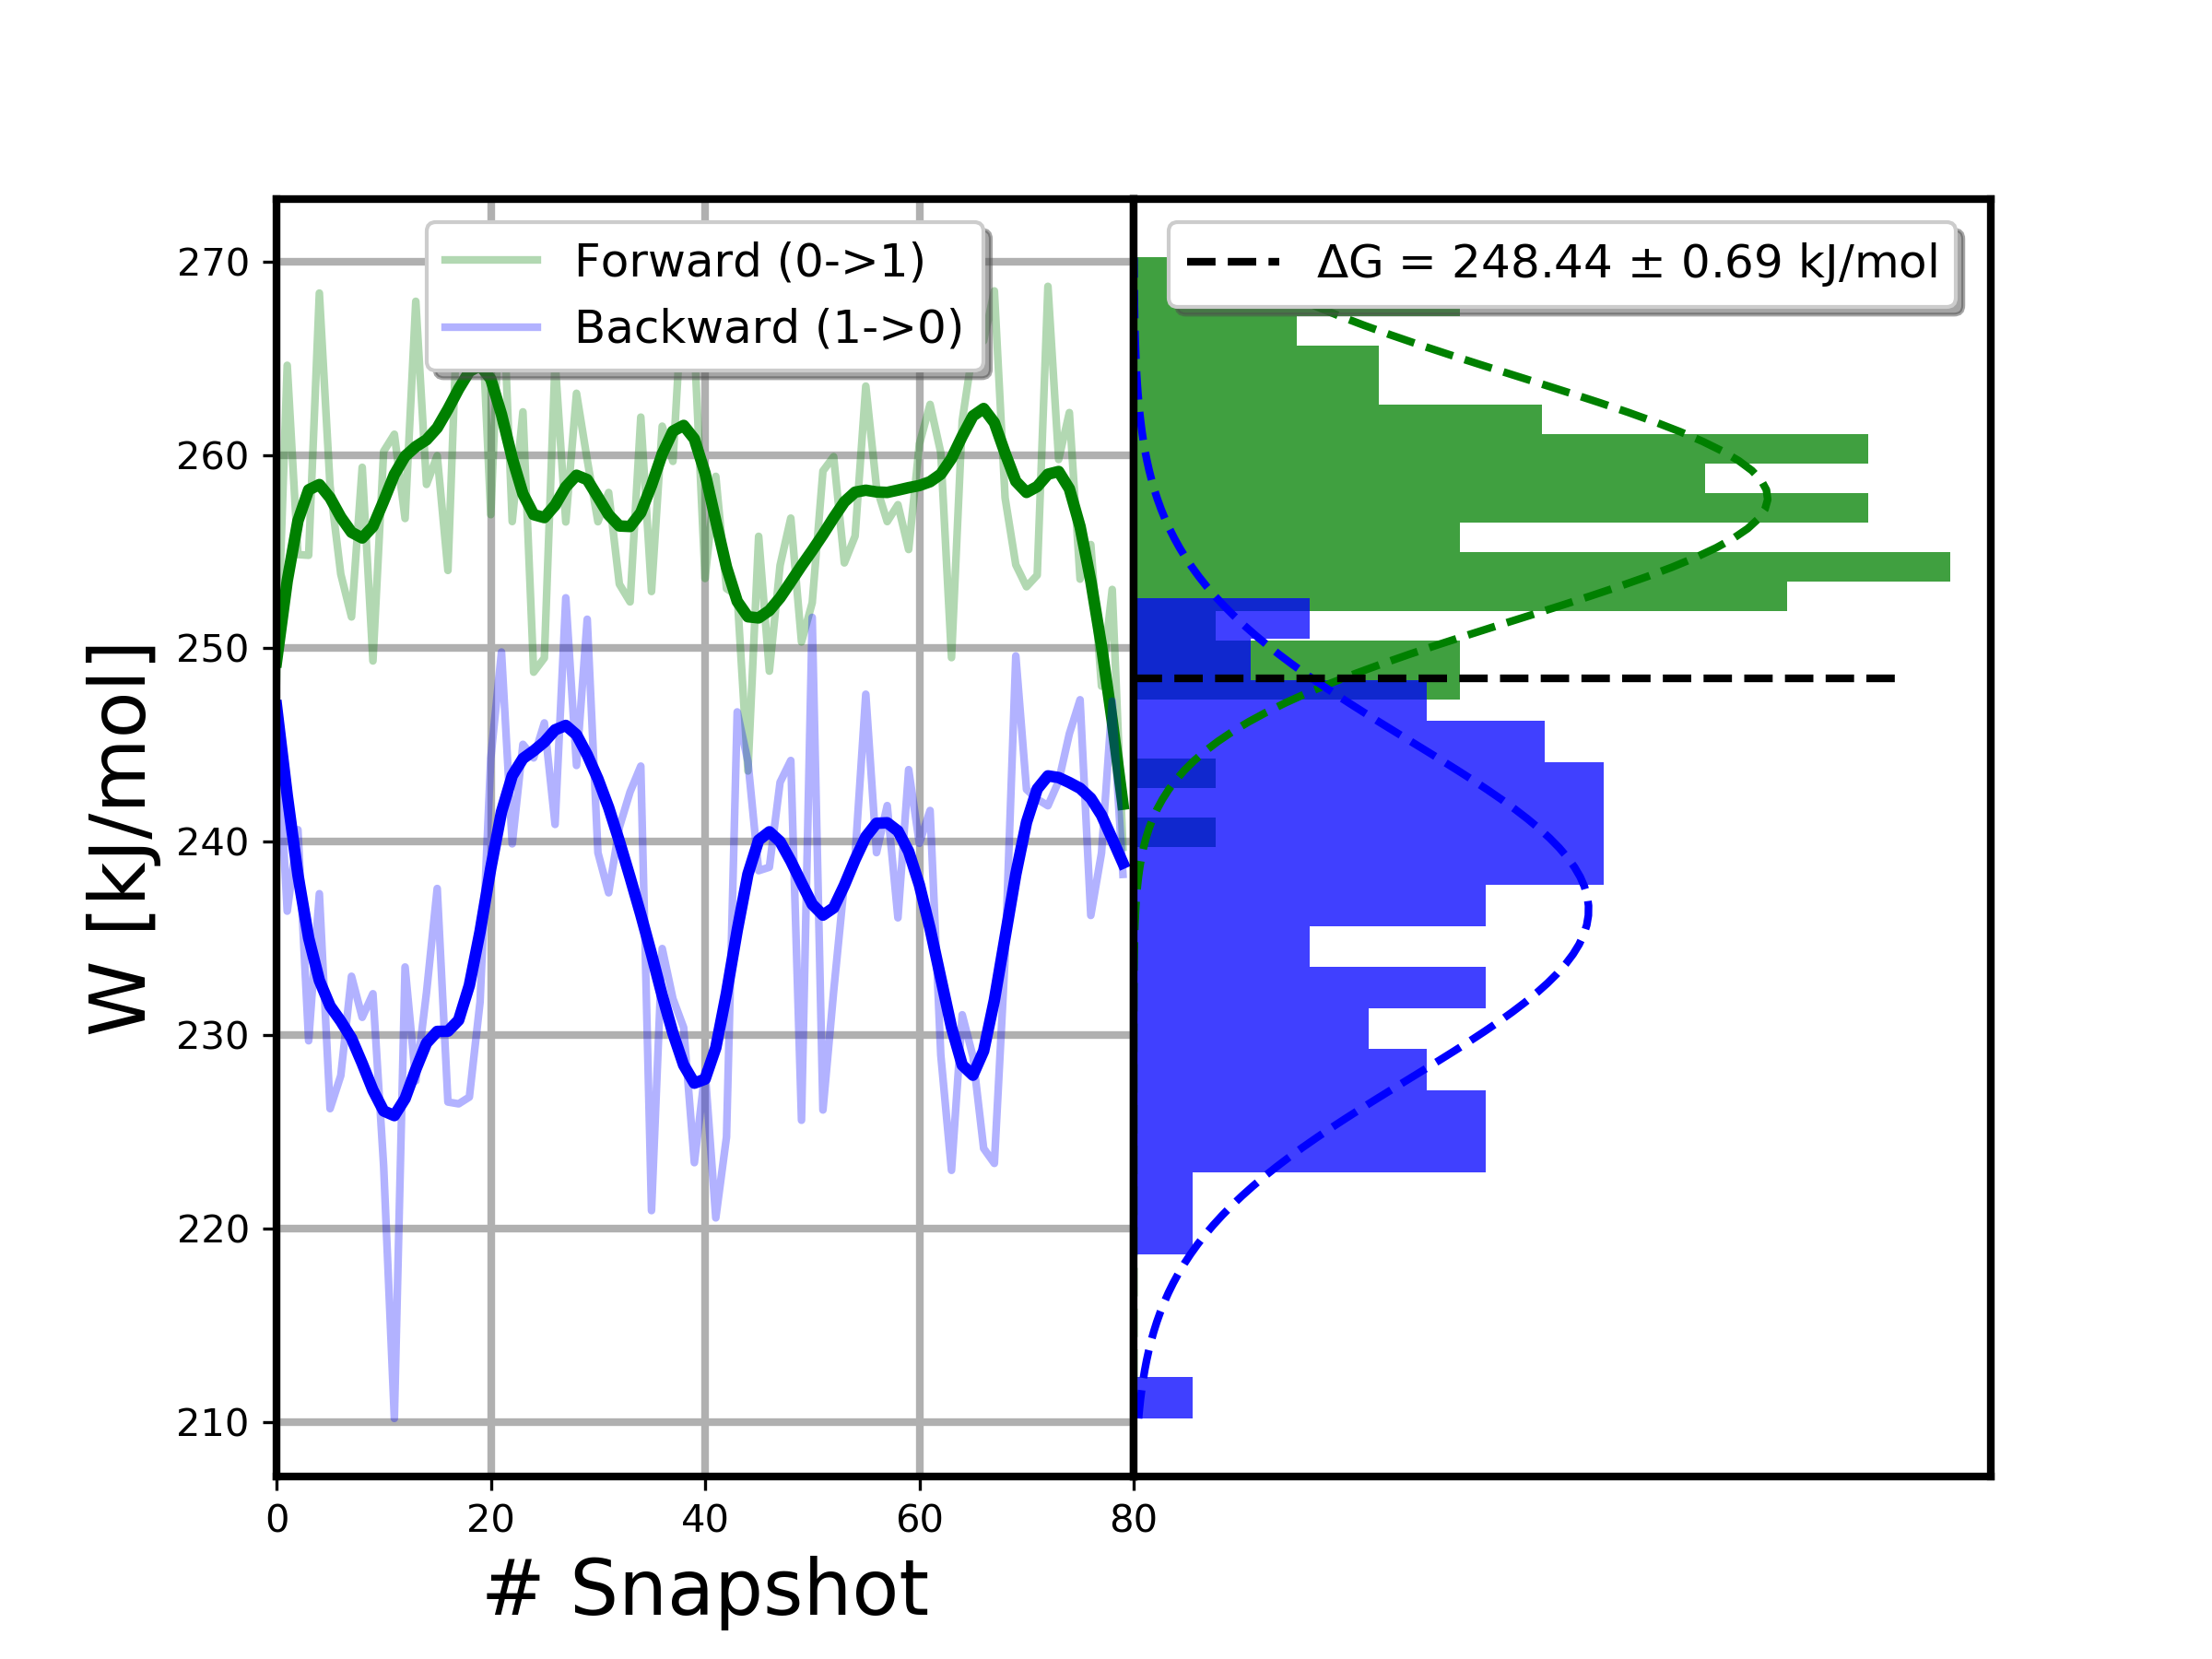 Forward (0->1)
Backward (1->0)
ΔG = 248.44 ± 0.69 kJ/mol
270
260
250
240
230
220
210
W [kJ/mol]
0 20 40 60 80
# Snapshot